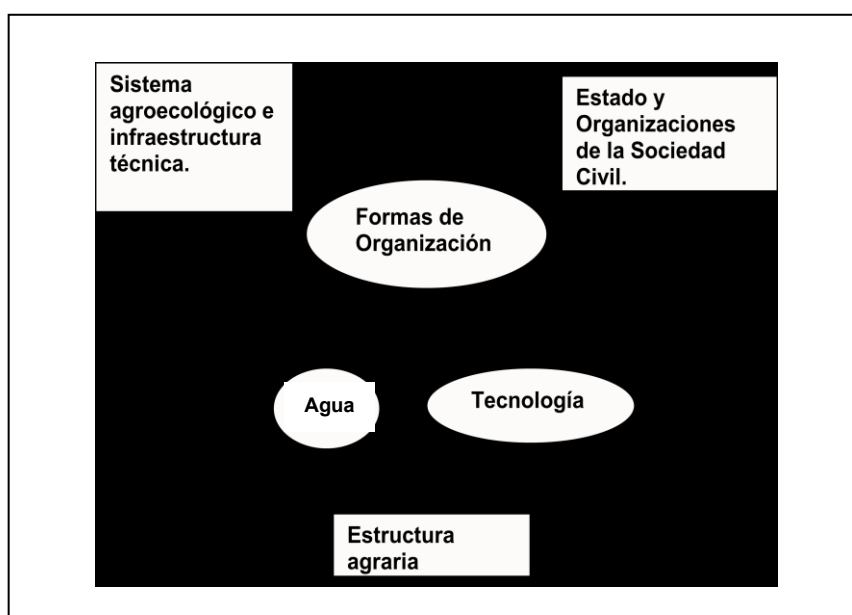 Sistema
agroecológico e
infraestructura
técnica.
Estado y
Organizaciones
de la Sociedad
Civil.
Formas de
Organización
Agua
Tecnología
Estructura
agraria